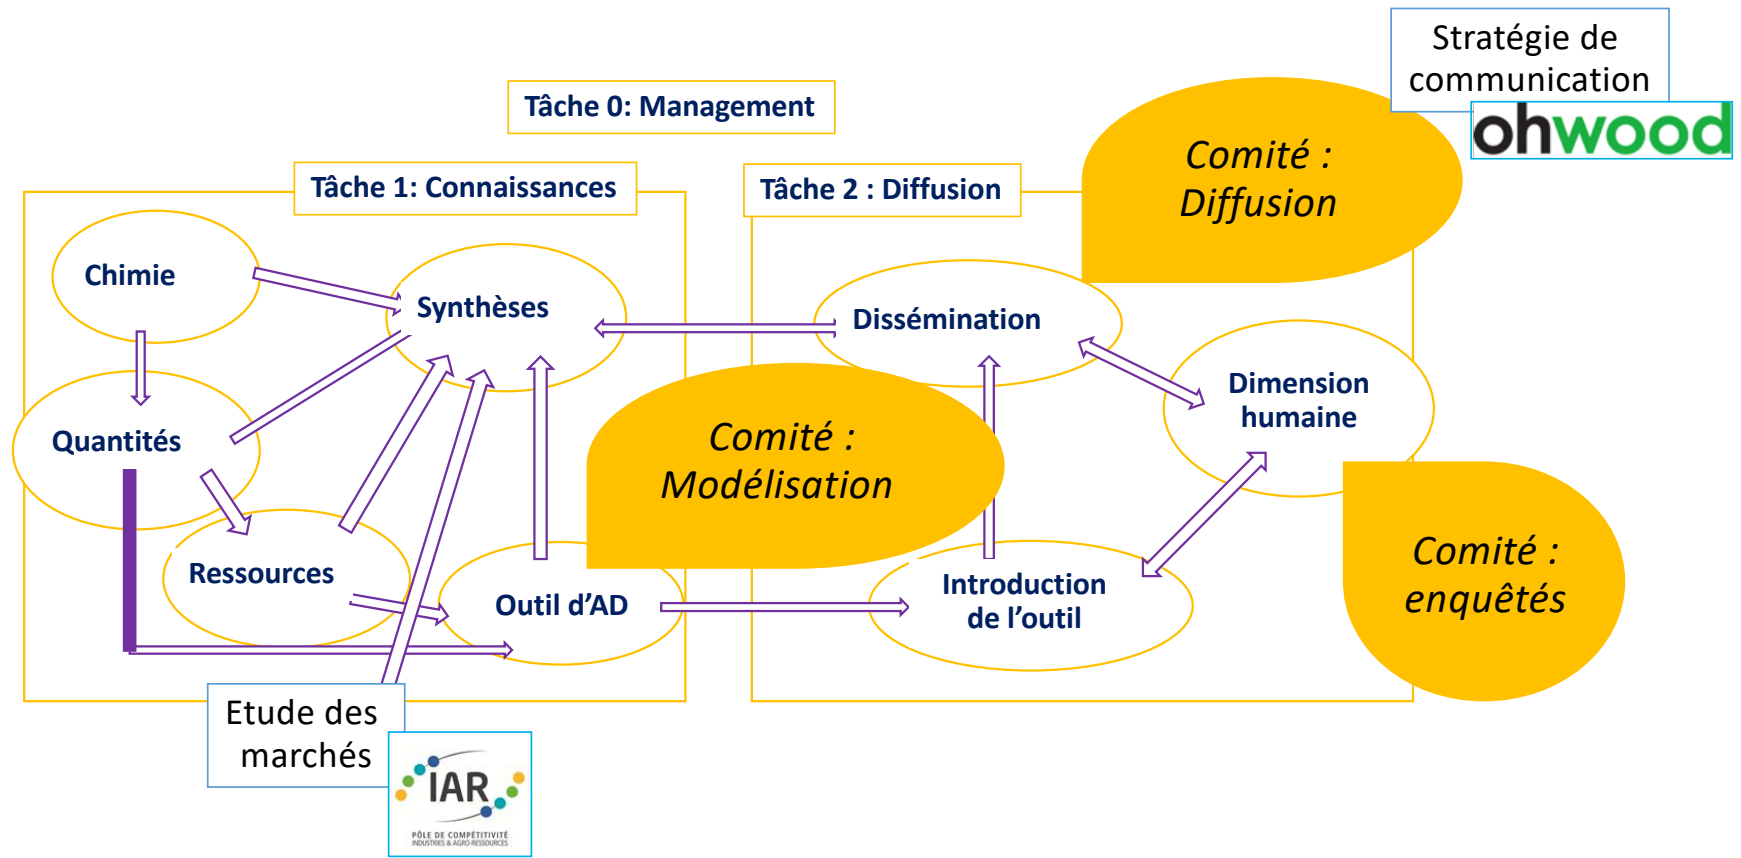 Stratégie de
communication
ohwood
Tâche 0: Management
Comité :
Diffusion
Tâche 1: Connaissances
Tâche 2 : Diffusion
Chimie
Synthèses
Dissémination
Dimension
humaine
Quantités
Comité :
Modélisation
Ressources
Outil d’AD
Introduction
de l’outil
Comité :
enquêtés
Etude des
marchés
IAR
PÔLE DE COMPÉTITIVITÉ
INDUSTRIES & AGRO-RESSOURCES